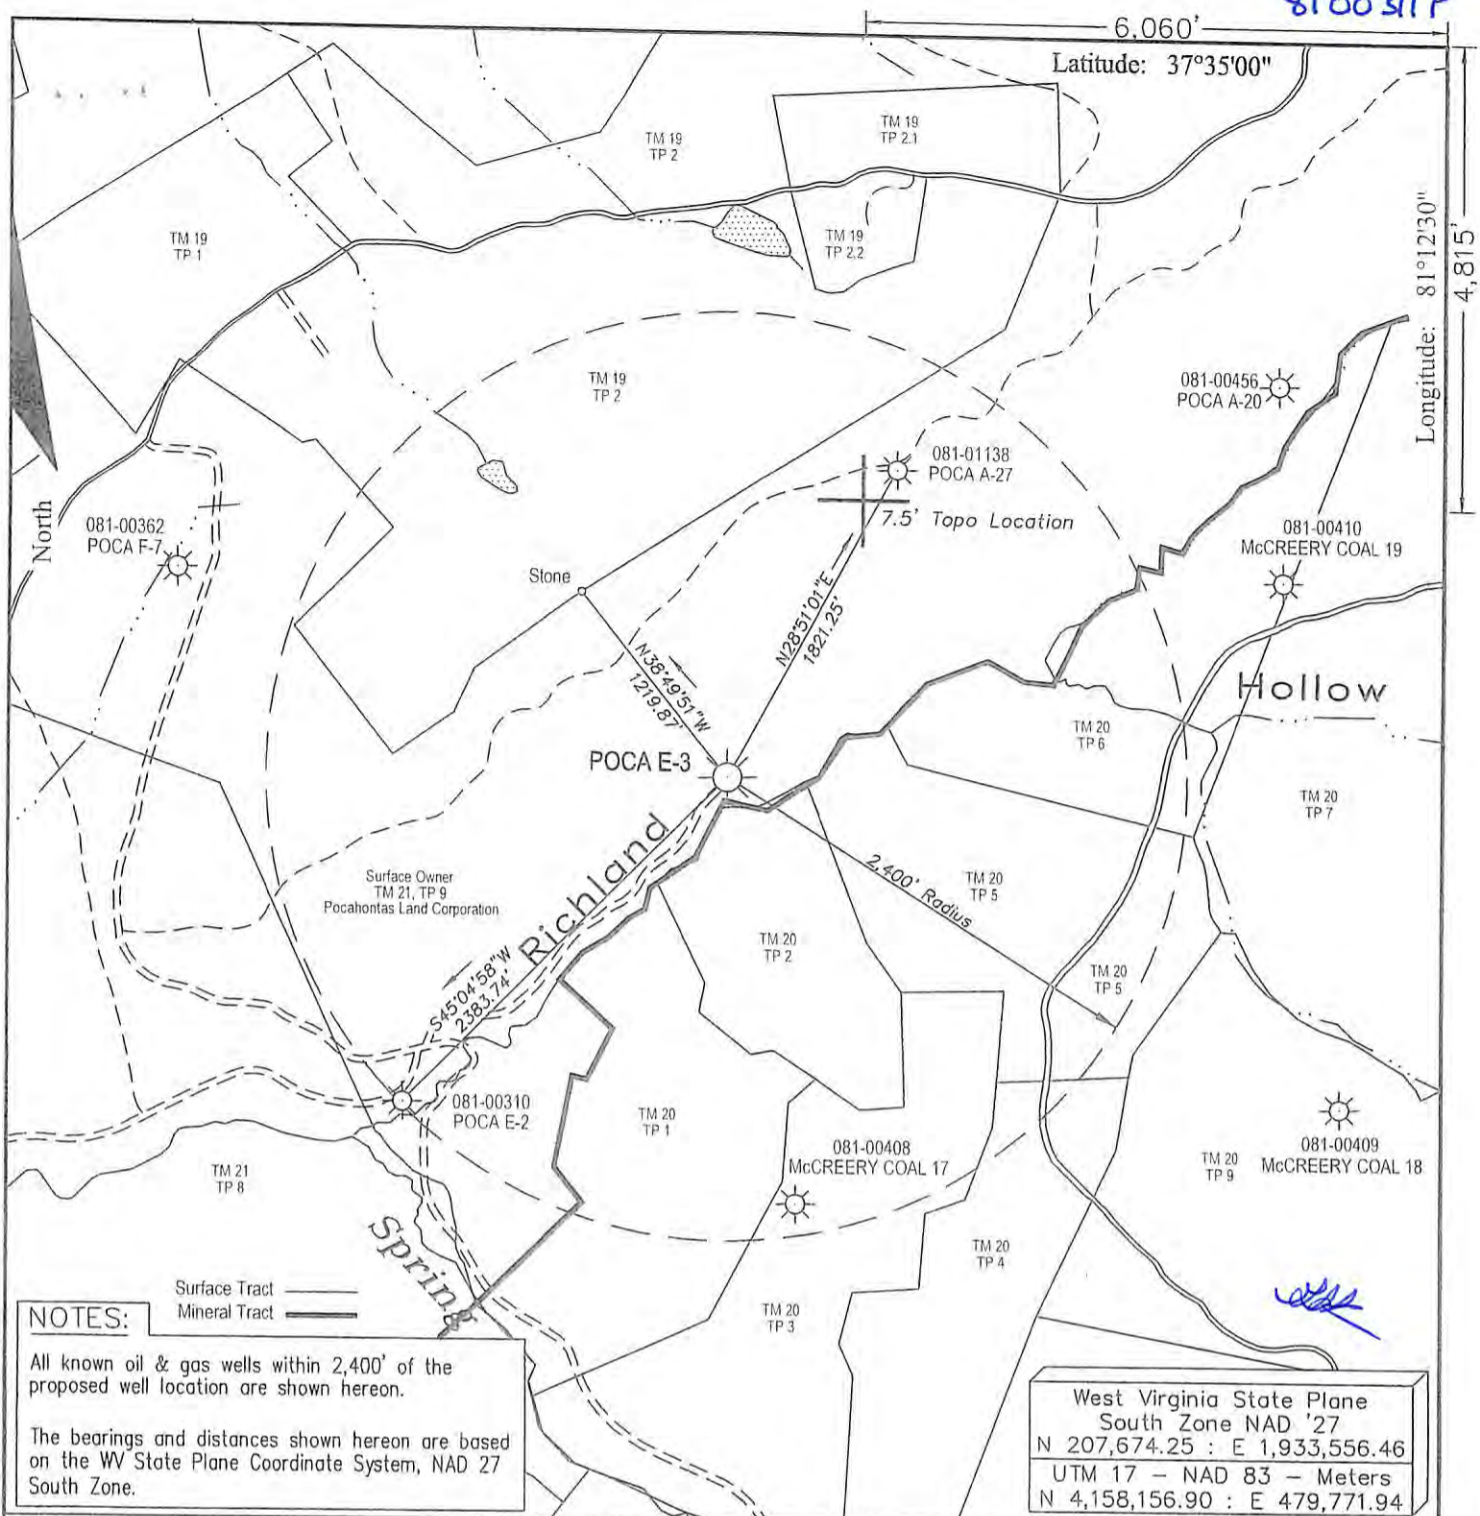 6,060'
Latitude: 37°35'00"
Longitude: 81°12'30"
4,815'
TM 19
TP 2
TM 19
TP 2.1
TM 19
TP 1
TM 19
TP 2.2
TM 19
TP 2
081-00456
POCA A-20
081-01138
POCA A-27
7.5' Topo Location
North
081-00362
POCA F-7
081-00410
McCREERY COAL 19
Stone
N28°51'01"E
1821.25'
N38°49'51"W
1219.87'
Hollow
TM 20
TP 6
POCA E-3
TM 20
TP 7
Richland
2,400' Radius
Surface Owner
TM 21, TP 9
Pocahontas Land Corporation
TM 20
TP 5
TM 20
TP 2
S45°04'58"W
2383.74'
TM 20
TP 5
081-00310
POCA E-2
TM 20
TP 1
081-00408
McCREERY COAL 17
081-00409
McCREERY COAL 18
TM 20
TP 9
TM 21
TP 8
Spring
TM 20
TP 4
Surface Tract
Mineral Tract
TM 20
TP 3
NOTES:
All known oil & gas wells within 2,400' of the
proposed well location are shown hereon.
The bearings and distances shown hereon are based
on the WV State Plane Coordinate System, NAD 27
South Zone.
West Virginia State Plane
South Zone NAD '27
N 207,674.25 : E 1,933,556.46
UTM 17 - NAD 83 - Meters
N 4,158,156.90 : E 479,771.94